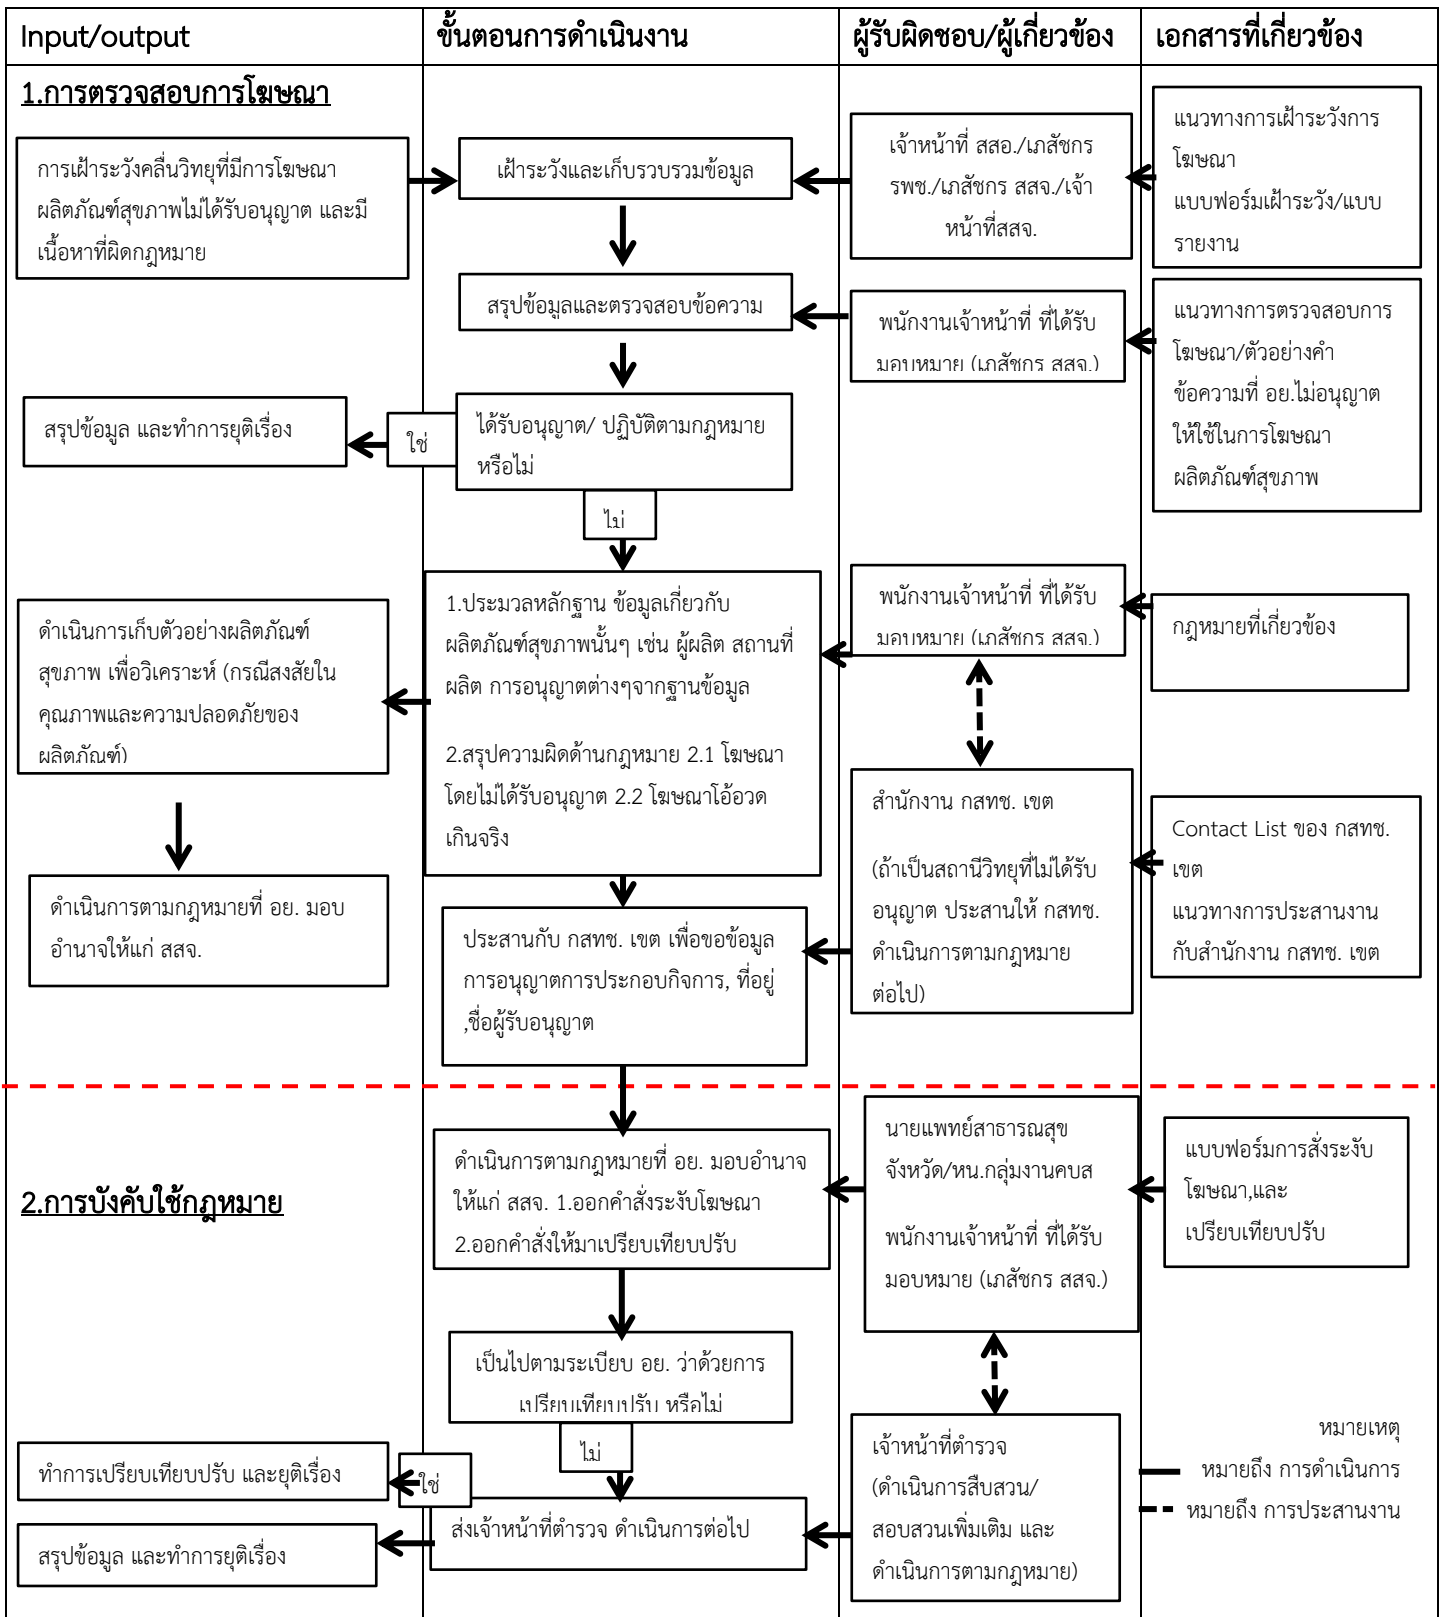 Input/output
ขั้นตอนการดำเนินงาน
ผู้รับผิดชอบ/ผู้เกี่ยวข้อง
เอกสารที่เกี่ยวข้อง
1.การตรวจสอบการโฆษณา
การเฝ้าระวังคลื่นวิทยุที่มีการโฆษณา
ผลิตภัณฑ์สุขภาพไม่ได้รับอนุญาต และมี
เนื้อหาที่ผิดกฎหมาย
เฝ้าระวังและเก็บรวบรวมข้อมูล
เจ้าหน้าที่ สสอ./เภสัชกร
รพช./เภสัชกร สสจ./เจ้า
หน้าที่สสจ.
แนวทางการเฝ้าระวังการ
โฆษณา
แบบฟอร์มเฝ้าระวัง/แบบ
รายงาน
สรุปข้อมูลและตรวจสอบข้อความ
พนักงานเจ้าหน้าที่ ที่ได้รับ
มอบหมาย (เภสัชกร สสจ.)
แนวทางการตรวจสอบการ
โฆษณา/ตัวอย่างคำ
ข้อความที่ อย.ไม่อนุญาต
ให้ใช้ในการโฆษณา
ผลิตภัณฑ์สุขภาพ
สรุปข้อมูล และทำการยุติเรื่อง
ใช่
ได้รับอนุญาต/ ปฏิบัติตามกฎหมาย
หรือไม่
ไม่
ดำเนินการเก็บตัวอย่างผลิตภัณฑ์
สุขภาพ เพื่อวิเคราะห์ (กรณีสงสัยใน
คุณภาพและความปลอดภัยของ
ผลิตภัณฑ์)
1.ประมวลหลักฐาน ข้อมูลเกี่ยวกับ
ผลิตภัณฑ์สุขภาพนั้นๆ เช่น ผู้ผลิต สถานที่
ผลิต การอนุญาตต่างๆจากฐานข้อมูล
2.สรุปความผิดด้านกฎหมาย 2.1 โฆษณา
โดยไม่ได้รับอนุญาต 2.2 โฆษณาโอ้อวด
เกินจริง
พนักงานเจ้าหน้าที่ ที่ได้รับ
มอบหมาย (เภสัชกร สสจ.)
กฎหมายที่เกี่ยวข้อง
ดำเนินการตามกฎหมายที่ อย. มอบ
อำนาจให้แก่ สสจ.
ประสานกับ กสทช. เขต เพื่อขอข้อมูล
การอนุญาตการประกอบกิจการ, ที่อยู่
,ชื่อผู้รับอนุญาต
สำนักงาน กสทช. เขต
(ถ้าเป็นสถานีวิทยุที่ไม่ได้รับ
อนุญาต ประสานให้ กสทช.
ดำเนินการตามกฎหมาย
ต่อไป)
Contact List ของ กสทช.
เขต
แนวทางการประสานงาน
กับสำนักงาน กสทช. เขต
2.การบังคับใช้กฎหมาย
ดำเนินการตามกฎหมายที่ อย. มอบอำนาจ
ให้แก่ สสจ. 1.ออกคำสั่งระงับโฆษณา
2.ออกคำสั่งให้มาเปรียบเทียบปรับ
นายแพทย์สาธารณสุข
จังหวัด/หน.กลุ่มงานคบส
พนักงานเจ้าหน้าที่ ที่ได้รับ
มอบหมาย (เภสัชกร สสจ.)
แบบฟอร์มการสั่งระงับ
โฆษณา,และ
เปรียบเทียบปรับ
เป็นไปตามระเบียบ อย. ว่าด้วยการ
เปรียบเทียบปรับ หรือไม่
ไม่
ทำการเปรียบเทียบปรับ และยุติเรื่อง
ใช่
ส่งเจ้าหน้าที่ตำรวจ ดำเนินการต่อไป
สรุปข้อมูล และทำการยุติเรื่อง
เจ้าหน้าที่ตำรวจ
(ดำเนินการสืบสวน/
สอบสวนเพิ่มเติม และ
ดำเนินการตามกฎหมาย)
หมายเหตุ
หมายถึง การดำเนินการ
หมายถึง การประสานงาน